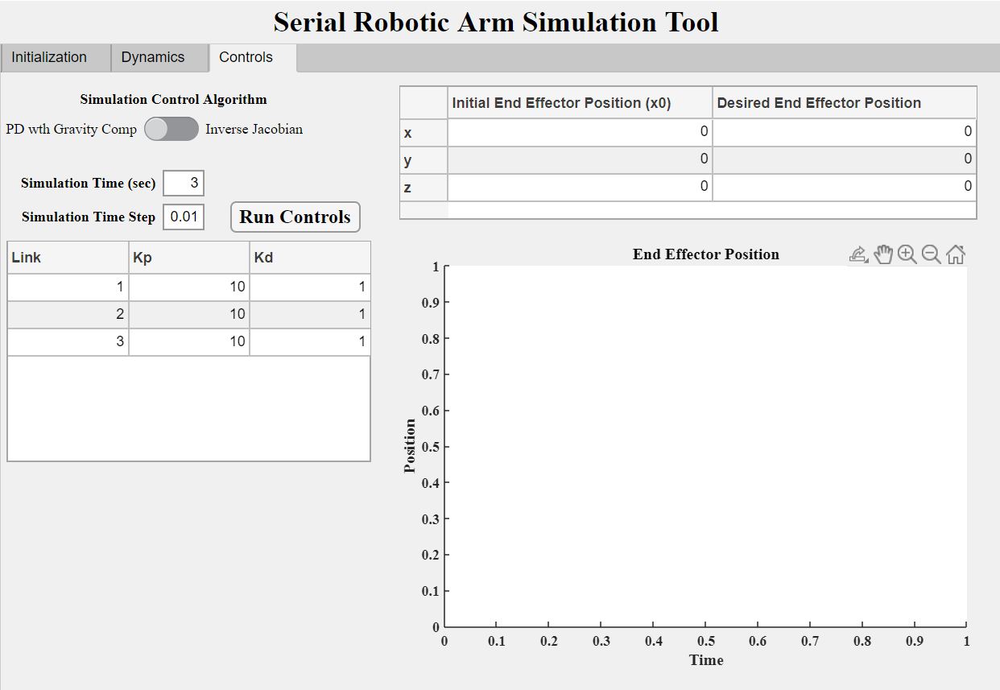 Serial Robotic Arm Simulation Tool
Initialization Dynamics Controls
Simulation Control Algorithm
PD wth Gravity Comp Inverse Jacobian
Simulation Time (sec) 3
Simulation Time Step 0.01 Run Controls
Link Kp Kd
1 10 1
2 10 1
3 10 1
Initial End Effector Position (x0) Desired End Effector Position
x 0 0
y 0 0
z 0 0
End Effector Position
1
0.9
0.8
0.7
0.6
0.5
0.4
0.3
0.2
0.1
0
Position
0 0.1 0.2 0.3 0.4 0.5 0.6 0.7 0.8 0.9 1
Time